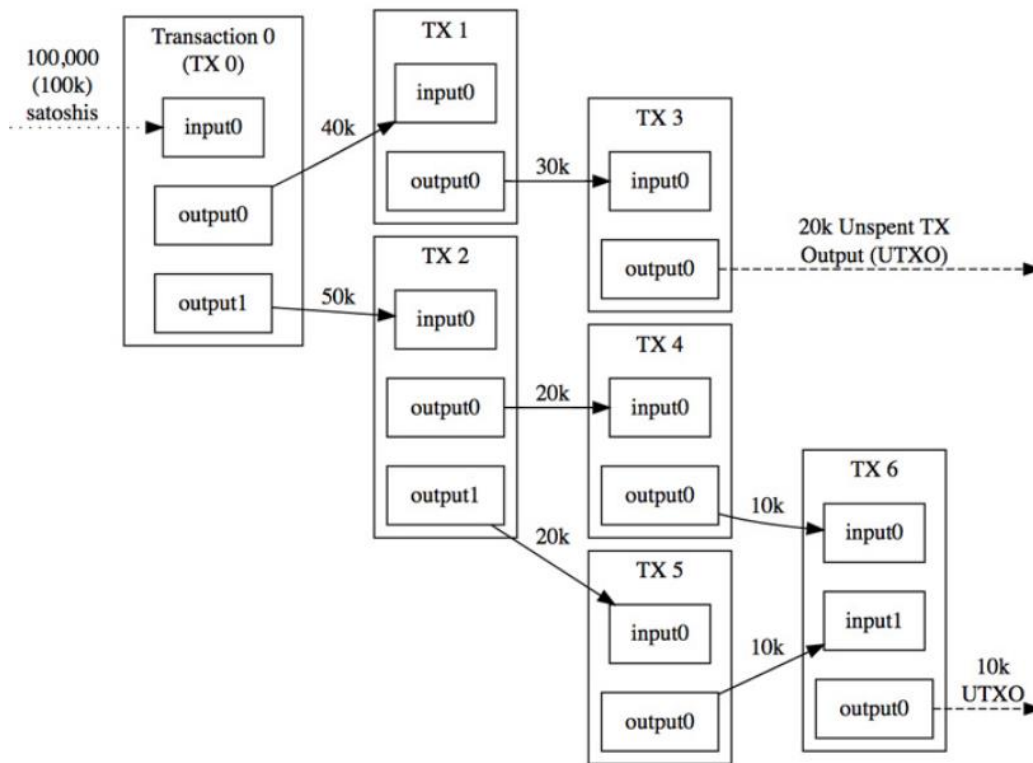 100,000
(100k)
satoshis
Transaction 0
(TX 0)
input0
output0
output1
40k
50k
TX 1
input0
output0
30k
TX 2
input0
output0
output1
20k
20k
TX 3
input0
output0
20k Unspent TX
Output (UTXO)
TX 4
input0
output0
10k
TX 5
input0
output0
10k
TX 6
input0
input1
output0
10k
UTXO